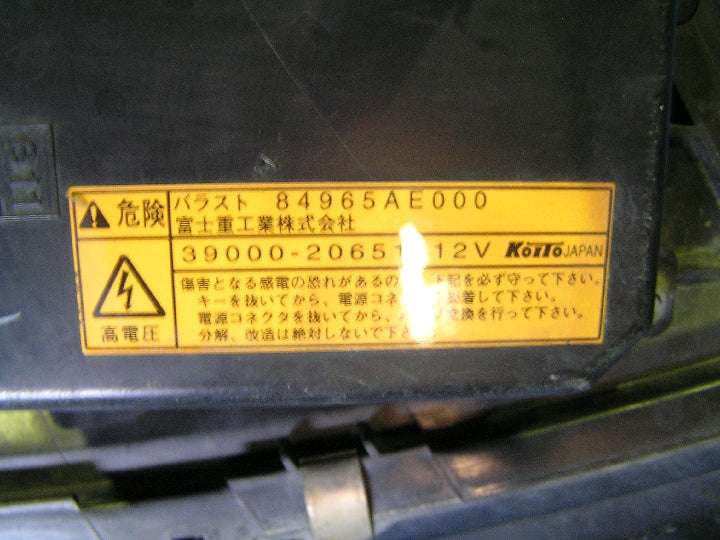 危険
バラスト 84965AE000
富士重工業株式会社
39000-20651 12V KOITO JAPAN
高電圧
傷害となる感電の恐れがあるの 下記を必ず守って下さい。
キーを抜いてから、電源コネ 脱着して下さい。
電源コネクタを抜いてから、 交換を行って下さい。
分解、改造は絶対しないで下
311